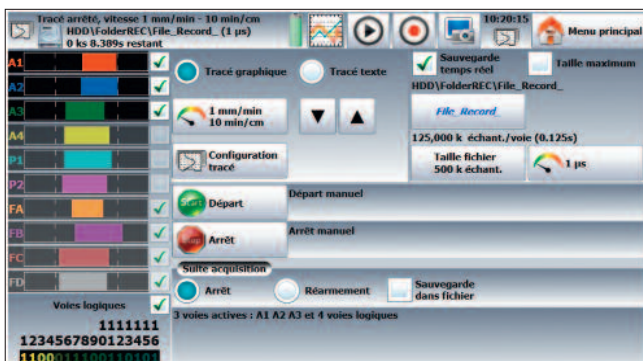 Tracé arrêté, vitesse 1 mm/min - 10 min/cm
HDD\FolderREC\File_Record_ (1 µs)
0 ks 8.389s restant
10:20:15
Menu principal
A1
A2
A3
A4
P1
P2
FA
FB
FC
FD
Voies logiques
1111111
1234567890123456
1100011100110101
Tracé graphique
Tracé texte
1 mm/min
10 min/cm
Configuration
tracé
Sauvegarde
temps réel
Taille maximum
HDD\FolderREC\File_Record_
File_Record_
125,000 k échant./voie (0.125s)
Taille fichier
500 k échant.
1 µs
Start
Départ
Départ manuel
Stop
Arrêt
Arrêt manuel
Suite acquisition
Arrêt
Réarmement
Sauvegarde
dans fichier
3 voies actives : A1 A2 A3 et 4 voies logiques